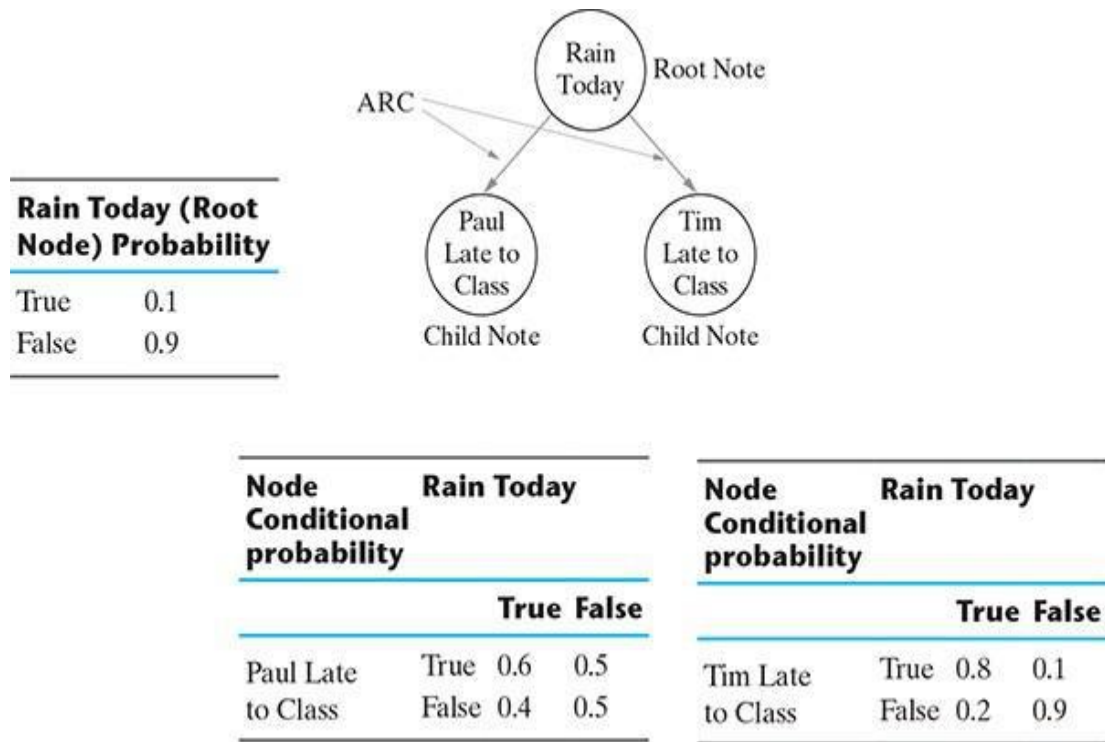 Rain
Today
Root Note
ARC
Paul
Late to
Class
Tim
Late to
Class
Child Note
Child Note
Rain Today (Root
Node) Probability
True 0.1
False 0.9
Node Rain Today
Conditional
probability
True False
Paul Late True 0.6 0.5
to Class False 0.4 0.5
Node Rain Today
Conditional
probability
True False
Tim Late True 0.8 0.1
to Class False 0.2 0.9